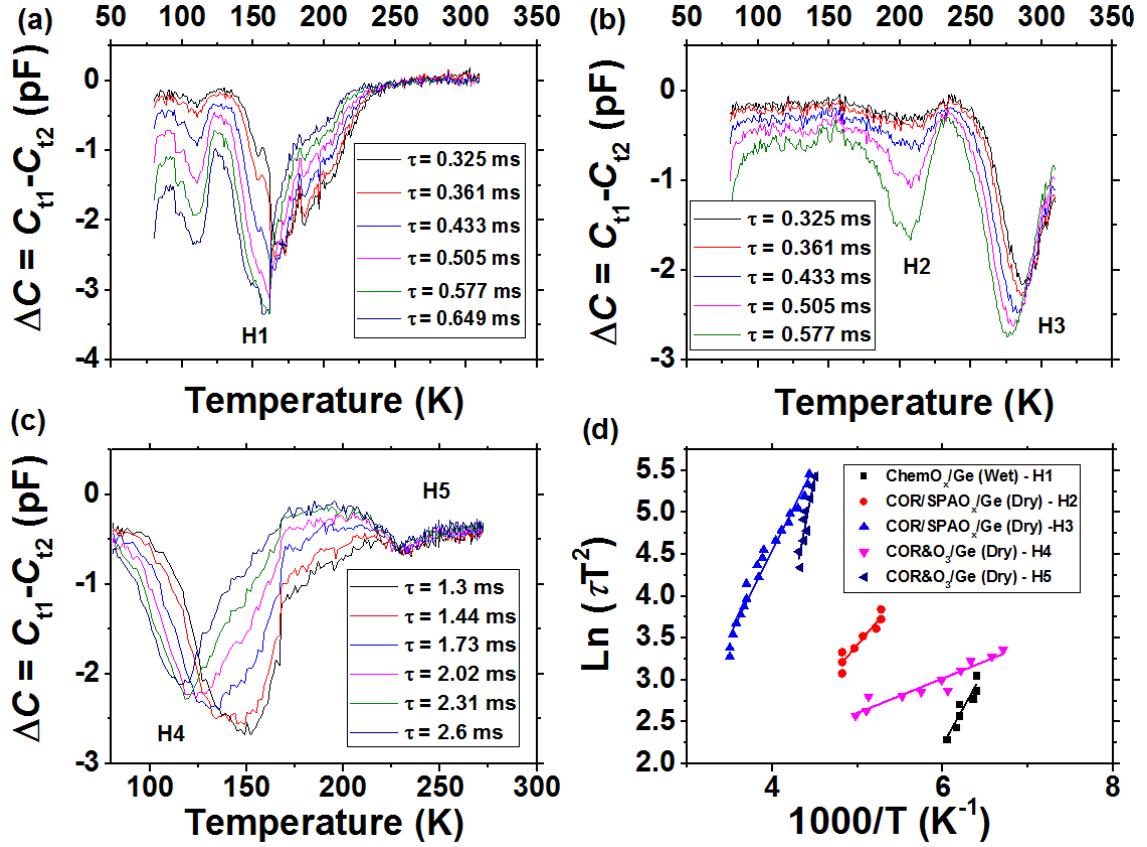 (a)
50 100 150 200 250 300 350
ΔC = C_t1-C_t2 (pF)
0
-1
-2
-3
-4
H1
τ = 0.325 ms
τ = 0.361 ms
τ = 0.433 ms
τ = 0.505 ms
τ = 0.577 ms
τ = 0.649 ms
Temperature (K)
(b)
50 100 150 200 250 300 350
ΔC = C_t1-C_t2 (pF)
0
-1
-2
-3
τ = 0.325 ms
τ = 0.361 ms
τ = 0.433 ms
τ = 0.505 ms
τ = 0.577 ms
H2
H3
Temperature (K)
(c)
ΔC = C_t1-C_t2 (pF)
0
-1
-2
-3
H5
H4
τ = 1.3 ms
τ = 1.44 ms
τ = 1.73 ms
τ = 2.02 ms
τ = 2.31 ms
τ = 2.6 ms
100 150 200 250 300
Temperature (K)
(d)
Ln (τT²)
5.5
5.0
4.5
4.0
3.5
3.0
2.5
2.0
ChemOₓ/Ge (Wet) - H1
COR/SPAOₓ/Ge (Dry) - H2
COR/SPAOₓ/Ge (Dry) -H3
COR&O₃/Ge (Dry) - H4
COR&O₃/Ge (Dry) - H5
4 6 8
1000/T (K⁻¹)